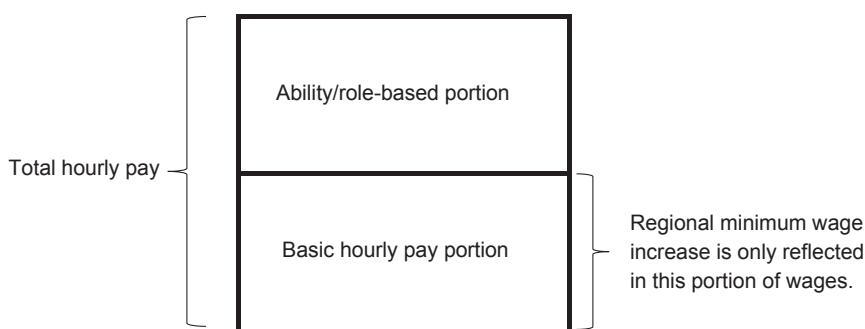 Ability/role-based portion
Total hourly pay
Basic hourly pay portion
Regional minimum wage
increase is only reflected
in this portion of wages.